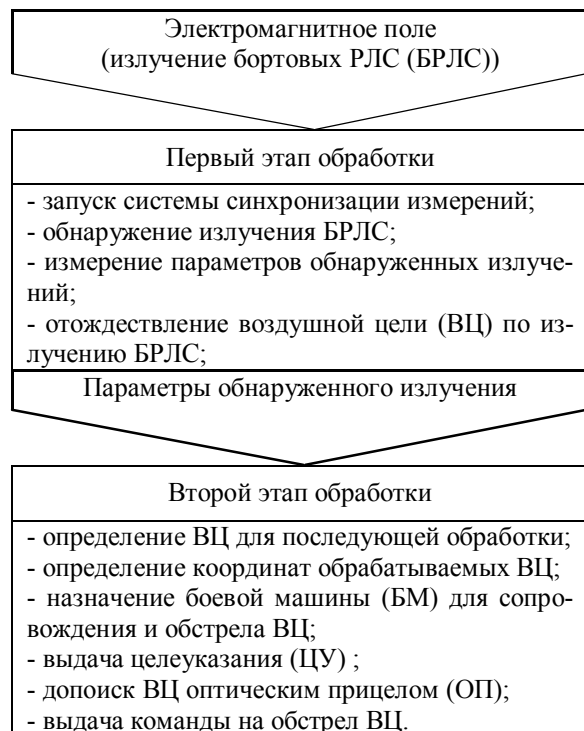 Электромагнитное поле
(излучение бортовых РЛС (БРЛС))
Первый этап обработки
- запуск системы синхронизации измерений;
- обнаружение излучения БРЛС;
- измерение параметров обнаруженных излуче-
ний;
- отождествление воздушной цели (ВЦ) по из-
лучению БРЛС;
Параметры обнаруженного излучения
Второй этап обработки
- определение ВЦ для последующей обработки;
- определение координат обрабатываемых ВЦ;
- назначение боевой машины (БМ) для сопро-
вождения и обстрела ВЦ;
- выдача целеуказания (ЦУ) ;
- допоиск ВЦ оптическим прицелом (ОП);
- выдача команды на обстрел ВЦ.